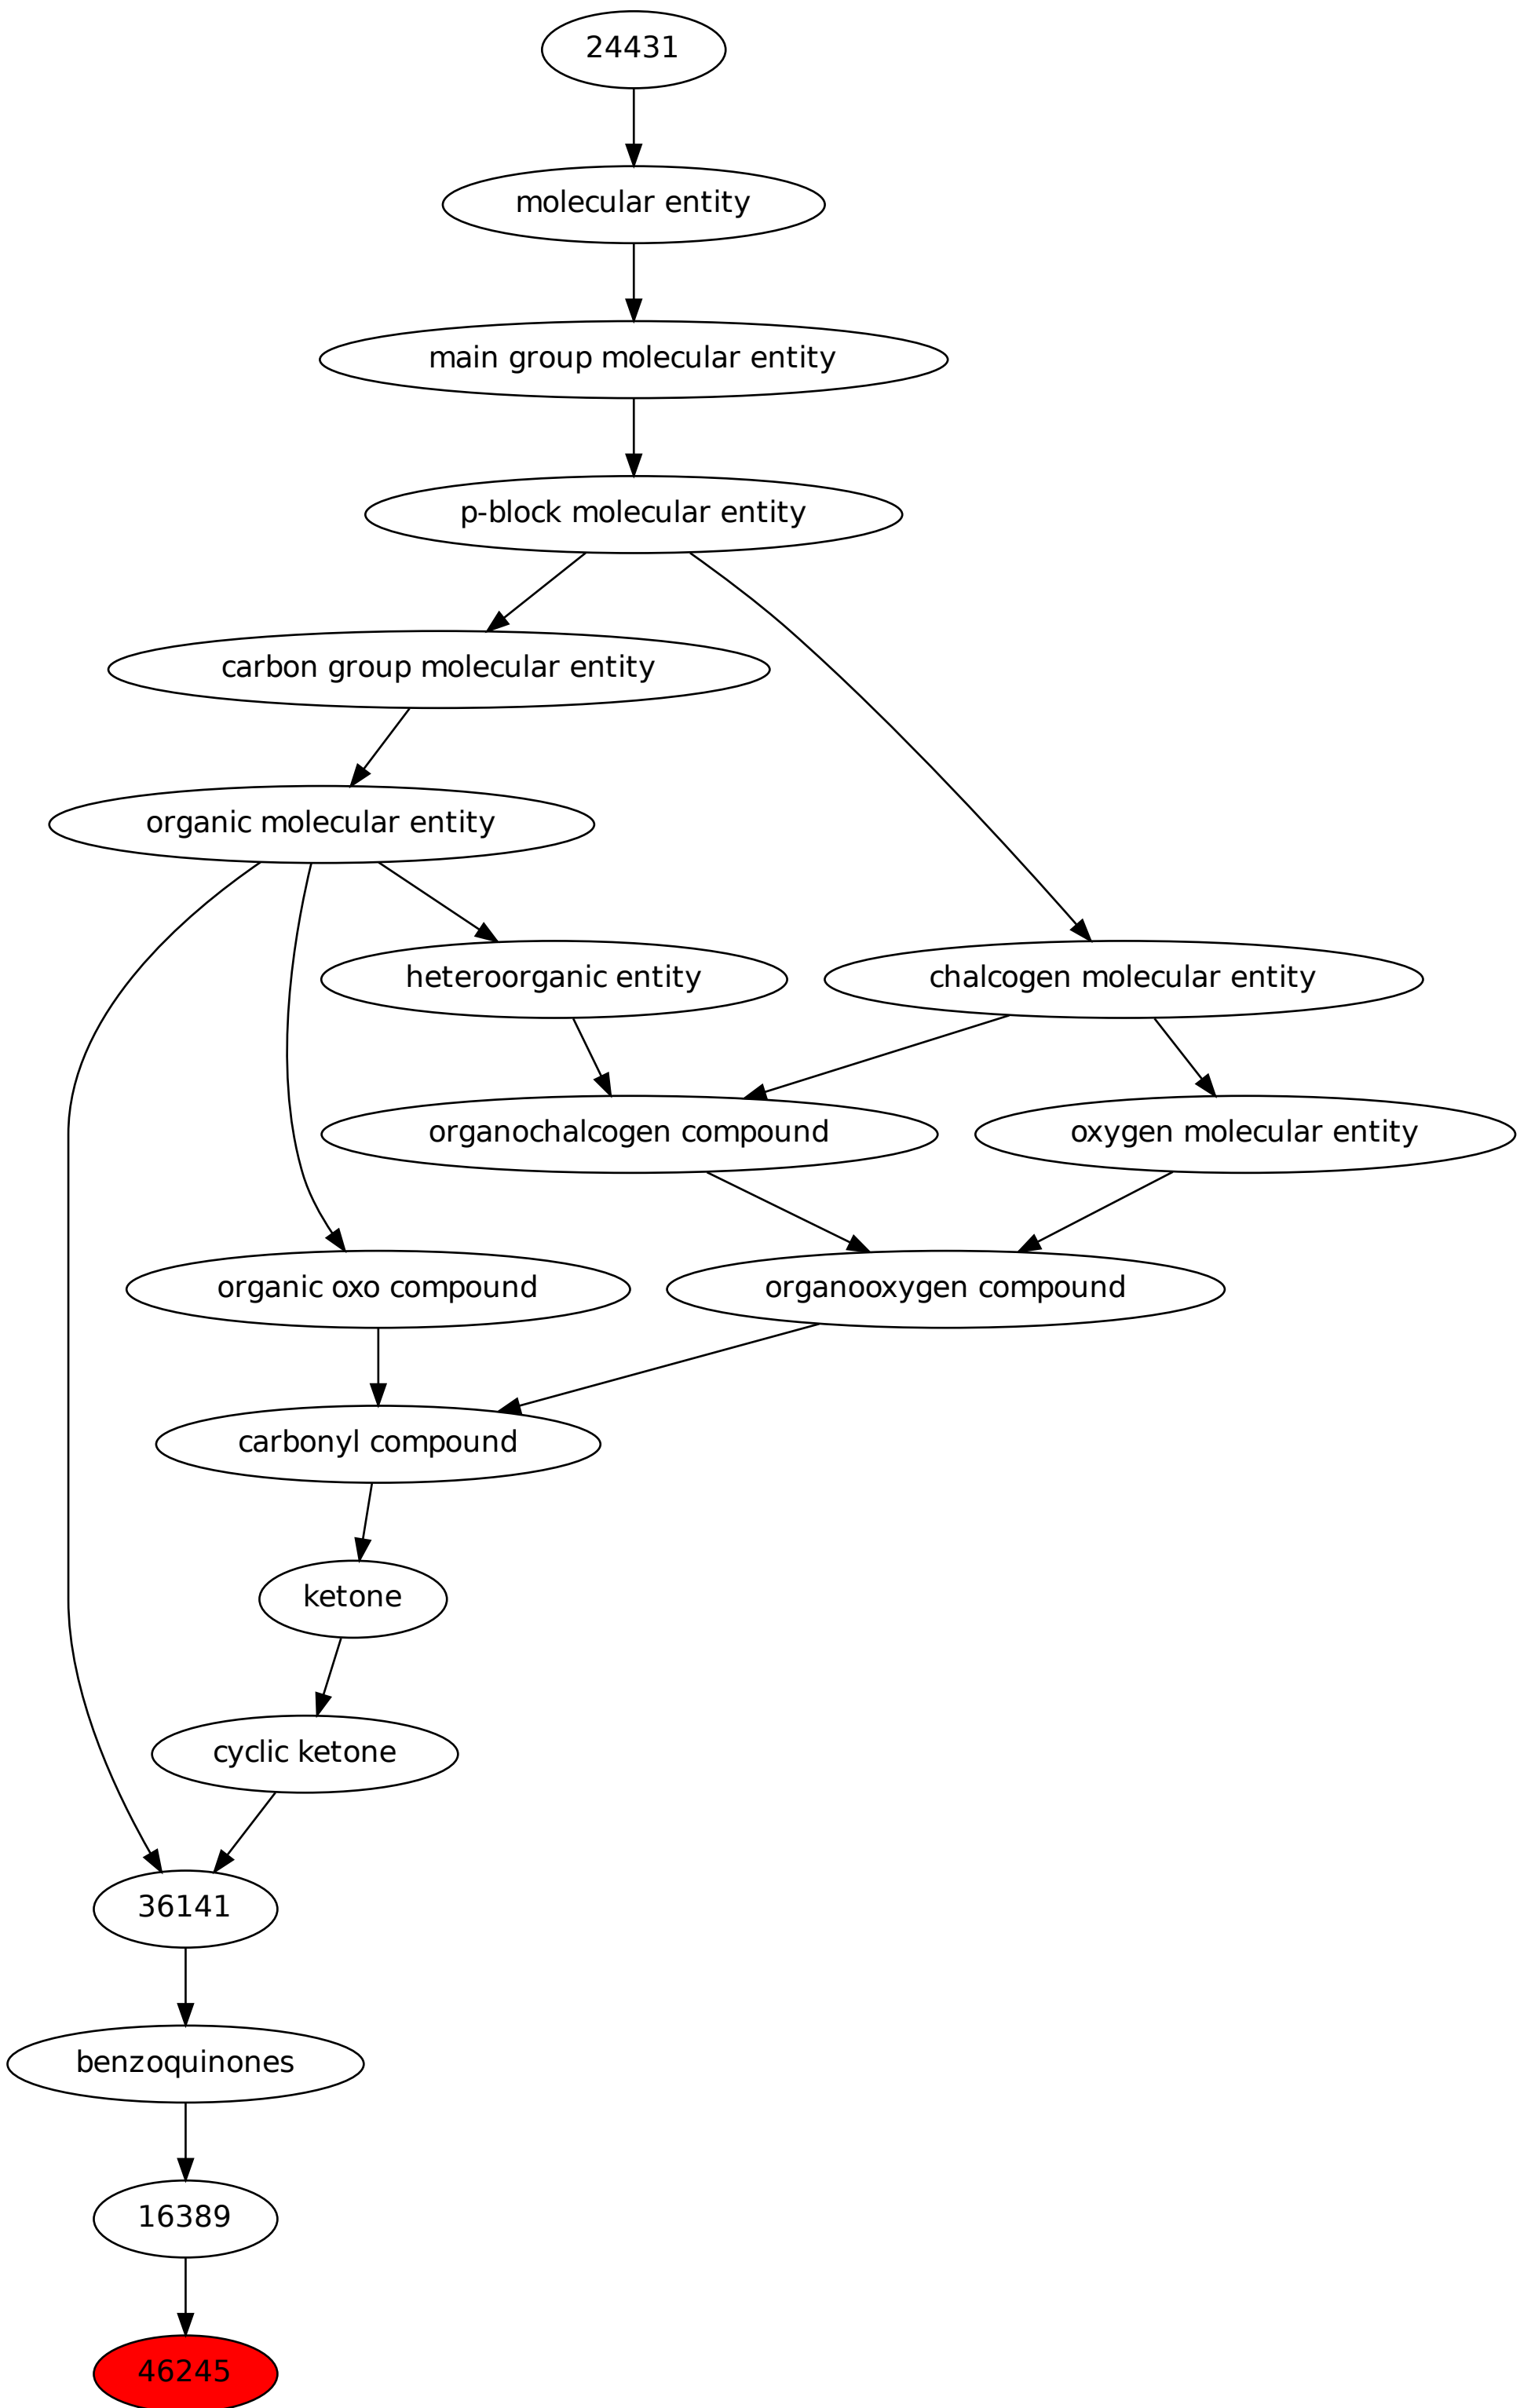 24431
molecular entity
main group molecular entity
p-block molecular entity
carbon group molecular entity
organic molecular entity
heteroorganic entity
chalcogen molecular entity
organochalcogen compound
oxygen molecular entity
organic oxo compound
organooxygen compound
carbonyl compound
ketone
cyclic ketone
36141
benzoquinones
16389
46245